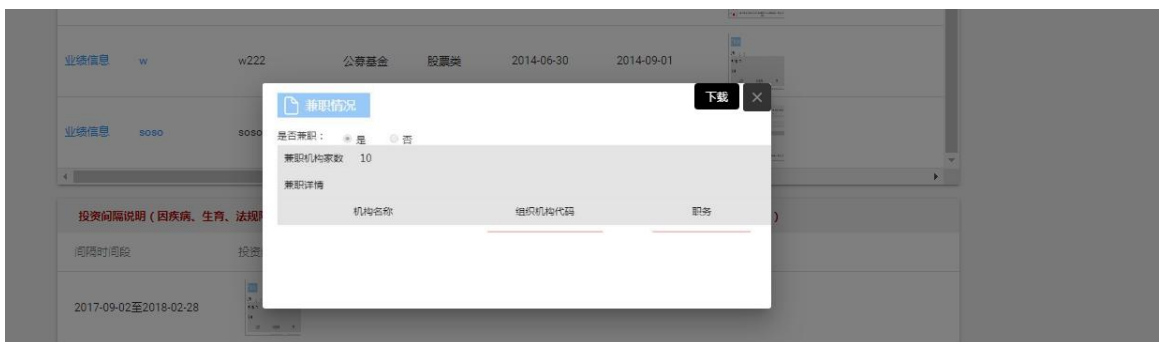 业绩信息 w w222 公募基金 股票类 2014-06-30 2014-09-01
下载 ×
兼职情况
业绩信息 soso soso
是否兼职： 是 否
兼职机构家数 10
兼职详情
机构名称 组织机构代码 职务
投资间隔说明（因疾病、生育、法规 ）
间隔时间段 投资
2017-09-02至2018-02-28